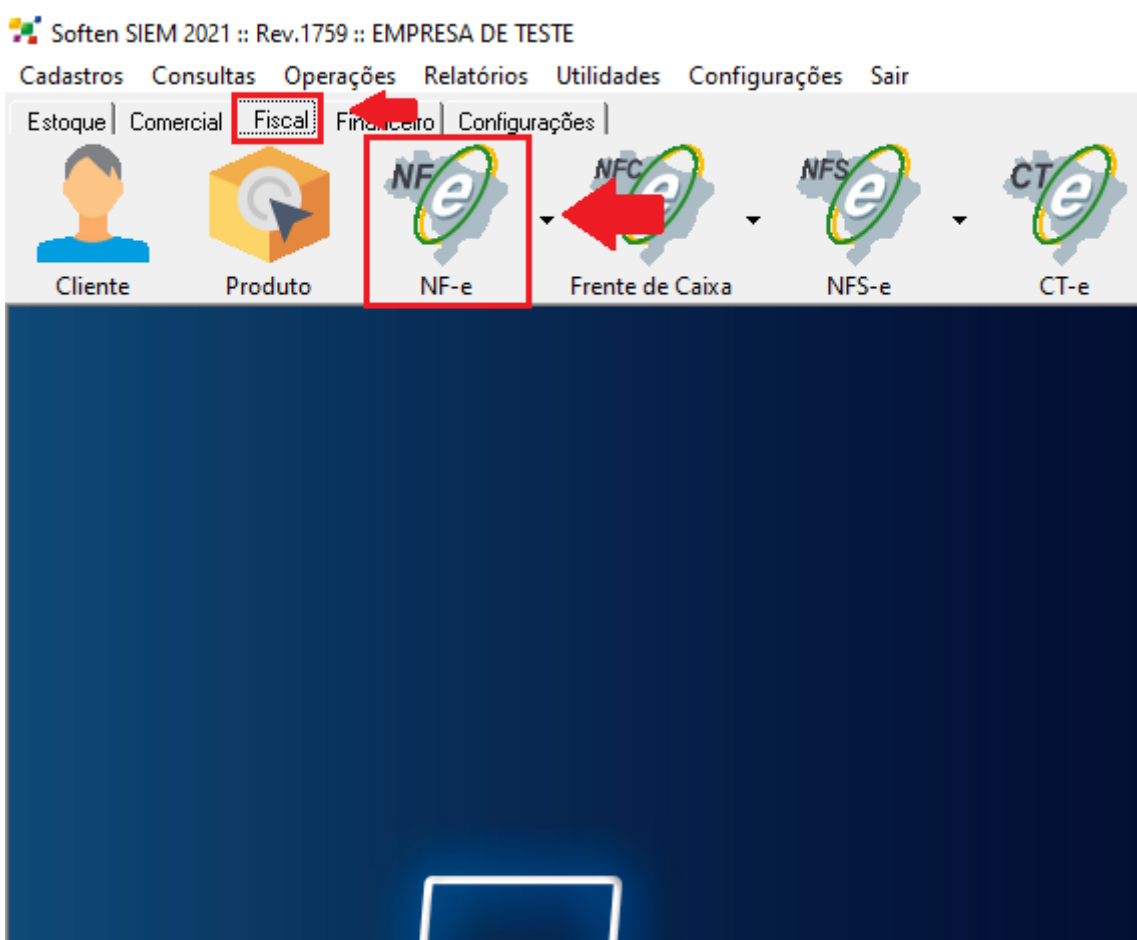 Soften SIEM 2021 :: Rev.1759 :: EMPRESA DE TESTE
Cadastros Consultas Operações Relatórios Utilidades Configurações Sair
Estoque Comercial Fiscal Financeiro Configurações
NF e NFC e NFS e CT e
Cliente Produto NF-e Frente de Caixa NFS-e CT-e